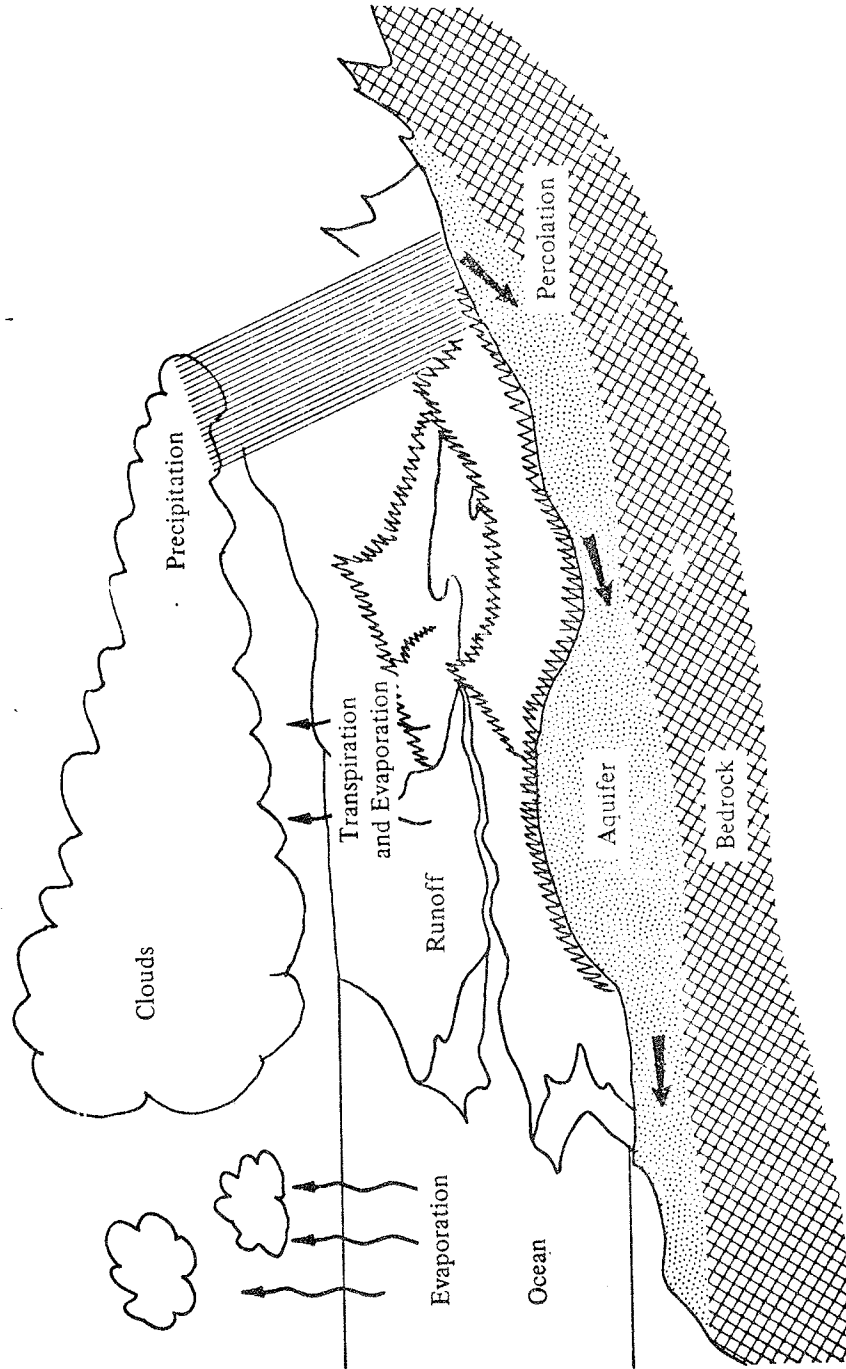 Clouds
Precipitation
Transpiration
and Evaporation
Runoff
Evaporation
Ocean
Percolation
Aquifer
Bedrock